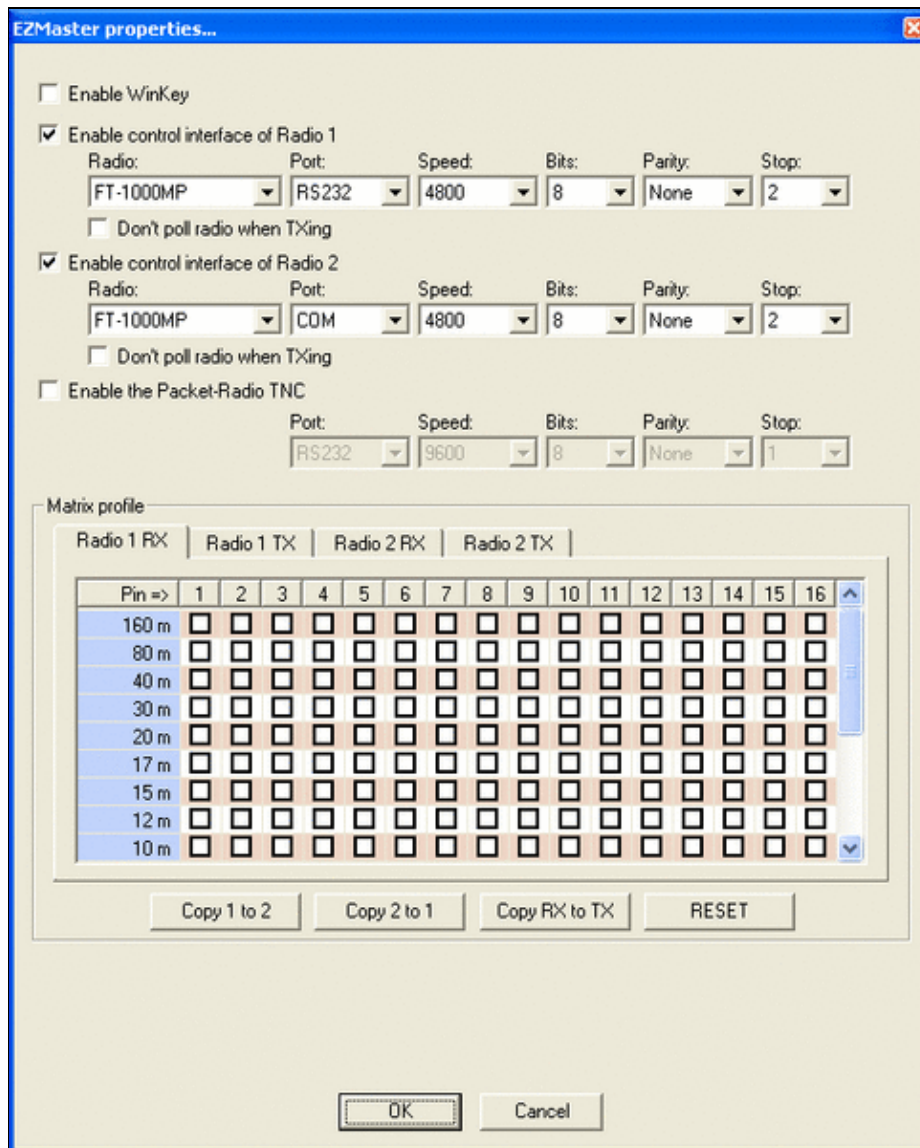 EZMaster properties...
Enable WinKey
Enable control interface of Radio 1
Radio: Port: Speed: Bits: Parity: Stop:
FT-1000MP RS232 4800 8 None 2
Don't poll radio when TXing
Enable control interface of Radio 2
Radio: Port: Speed: Bits: Parity: Stop:
FT-1000MP COM 4800 8 None 2
Don't poll radio when TXing
Enable the Packet-Radio TNC
Port: Speed: Bits: Parity: Stop:
RS232 9600 8 None 1
Matrix profile
Radio 1 RX Radio 1 TX Radio 2 RX Radio 2 TX
Pin => 1 2 3 4 5 6 7 8 9 10 11 12 13 14 15 16
160 m
80 m
40 m
30 m
20 m
17 m
15 m
12 m
10 m
Copy 1 to 2 Copy 2 to 1 Copy RX to TX RESET
OK Cancel